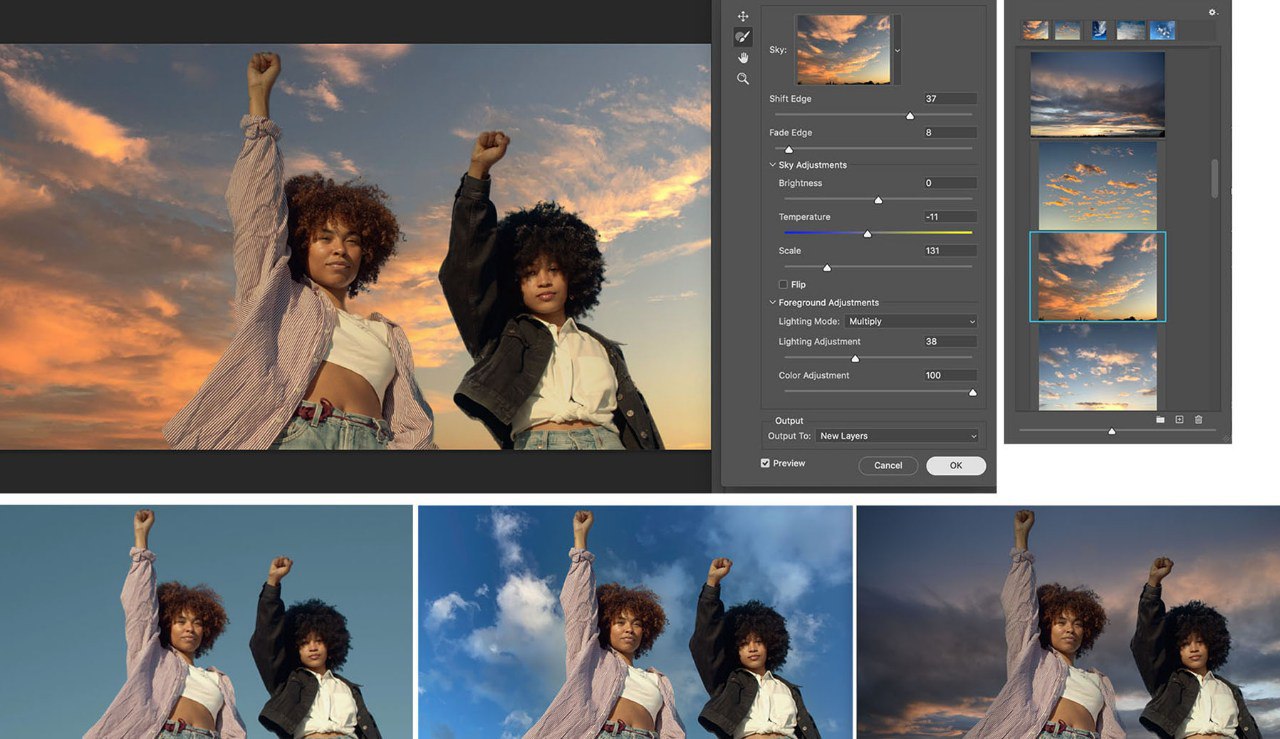 Sky:
Shift Edge 37
Fade Edge 8
Sky Adjustments
Brightness 0
Temperature -11
Scale 131
Flip
Foreground Adjustments
Lighting Mode: Multiply
Lighting Adjustment 38
Color Adjustment 100
Output
Output To: New Layers
Preview Cancel OK